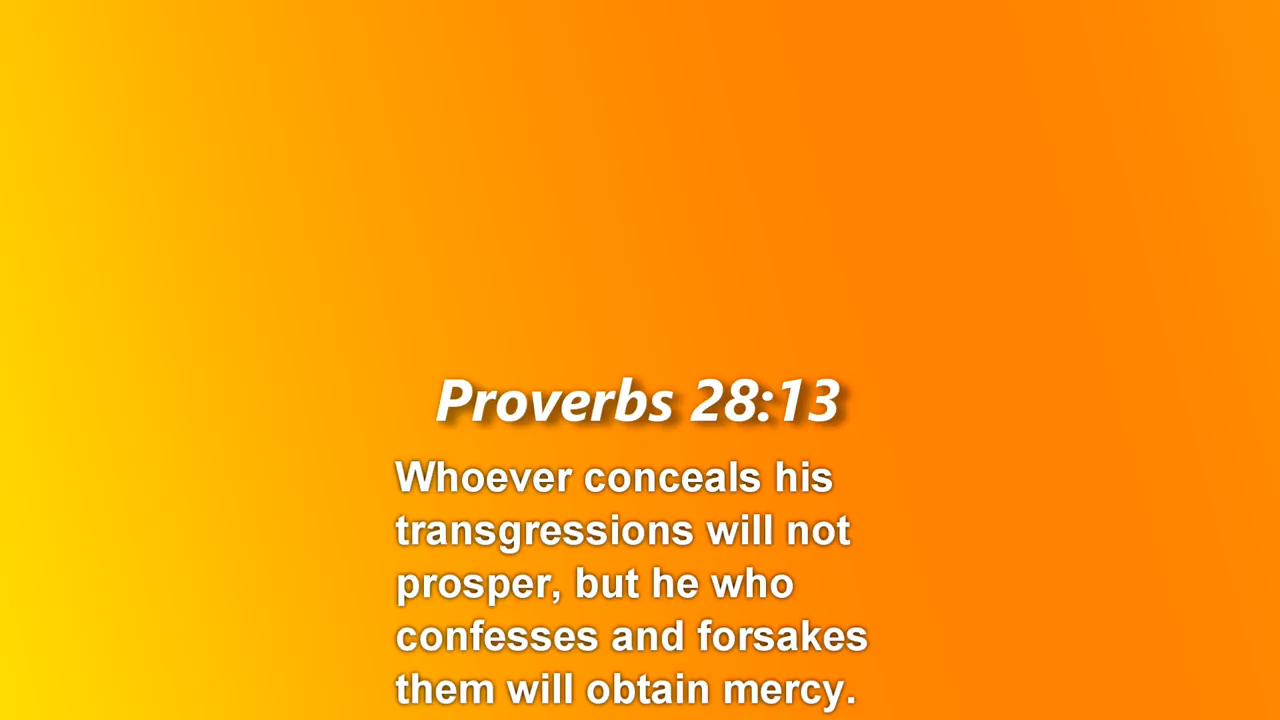 Proverbs 28:13
Whoever conceals his
transgressions will not
prosper, but he who
confesses and forsakes
them will obtain mercy.